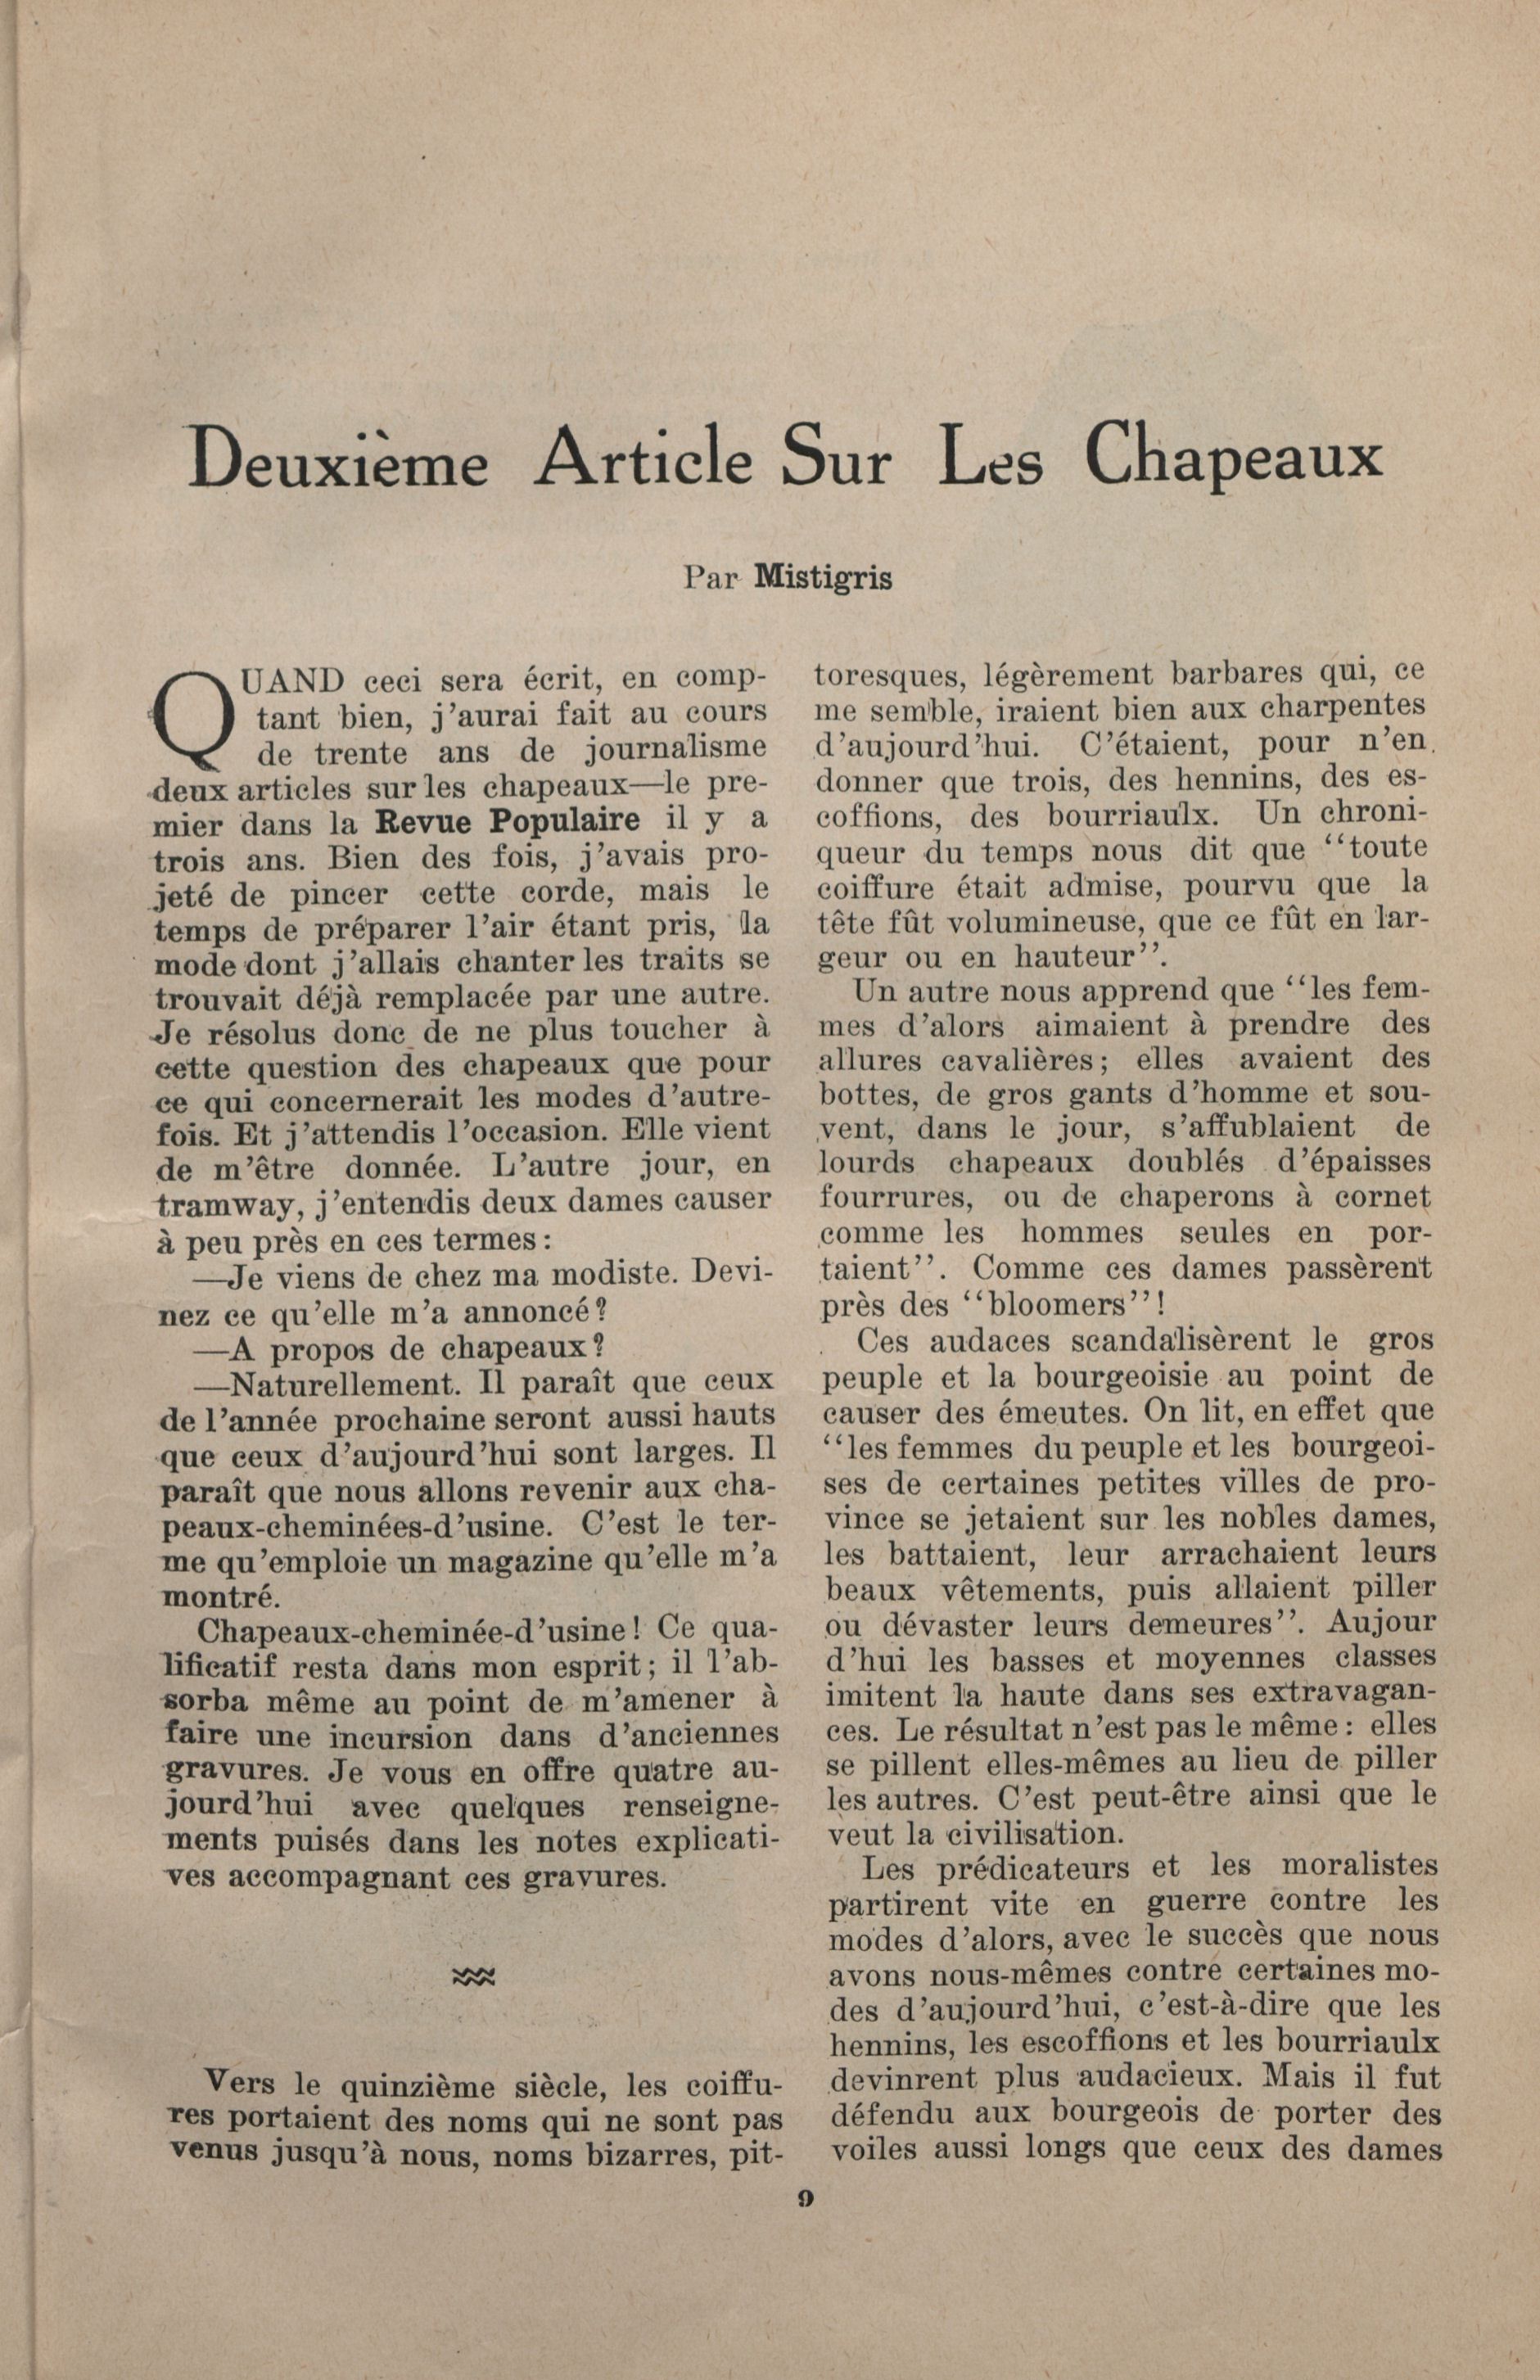 Deuxième Article Sur Les Chapeaux
Par Mistigris
QUAND ceci sera écrit, en comp-
tant bien, j'aurai fait au cours
de trente ans de journalisme
deux articles sur les chapeaux—le pre-
mier dans la Revue Populaire il y a
trois ans. Bien des fois, j'avais pro-
jeté de pincer cette corde, mais le
temps de préparer l'air étant pris, la
mode dont j'allais chanter les traits se
trouvait déjà remplacée par une autre.
Je résolus donc de ne plus toucher à
cette question des chapeaux que pour
ce qui concernerait les modes d'autre-
fois. Et j'attendis l'occasion. Elle vient
de m'être donnée. L'autre jour, en
tramway, j'entendis deux dames causer
à peu près en ces termes:
—Je viens de chez ma modiste. Devi-
nez ce qu'elle m'a annoncé?
—A propos de chapeaux?
—Naturellement. Il paraît que ceux
de l'année prochaine seront aussi hauts
que ceux d'aujourd'hui sont larges. Il
paraît que nous allons revenir aux cha-
peaux-cheminées-d'usine. C'est le ter-
me qu'emploie un magazine qu'elle m'a
montré.
Chapeaux-cheminée-d'usine! Ce qua-
lificatif resta dans mon esprit; il l'ab-
sorba même au point de m'amener à
faire une incursion dans d'anciennes
gravures. Je vous en offre quatre au-
jourd'hui avec quelques renseigne-
ments puisés dans les notes explicati-
ves accompagnant ces gravures.
Vers le quinzième siècle, les coiffu-
res portaient des noms qui ne sont pas
venus jusqu'à nous, noms bizarres, pit-
toresques, légèrement barbares qui, ce
me semble, iraient bien aux charpentes
d'aujourd'hui. C'étaient, pour n'en
donner que trois, des hennins, des es-
coffions, des bourriaulx. Un chroni-
queur du temps nous dit que ‘‘toute
coiffure était admise, pourvu que la
tête fût volumineuse, que ce fût en lar-
geur ou en hauteur’’.
Un autre nous apprend que ‘‘les fem-
mes d'alors aimaient à prendre des
allures cavalières; elles avaient des
bottes, de gros gants d'homme et sou-
vent, dans le jour, s'affublaient de
lourds chapeaux doublés d'épaisses
fourrures, ou de chaperons à cornet
comme les hommes seules en por-
taient’’. Comme ces dames passèrent
près des ‘‘bloomers’’!
Ces audaces scandalisèrent le gros
peuple et la bourgeoisie au point de
causer des émeutes. On lit, en effet que
‘‘les femmes du peuple et les bourgeoi-
ses de certaines petites villes de pro-
vince se jetaient sur les nobles dames,
les battaient, leur arrachaient leurs
beaux vêtements, puis allaient piller
ou dévaster leurs demeures’’. Aujour
d'hui les basses et moyennes classes
imitent la haute dans ses extravagan-
ces. Le résultat n'est pas le même: elles
se pillent elles-mêmes au lieu de piller
les autres. C'est peut-être ainsi que le
veut la civilisation.
Les prédicateurs et les moralistes
partirent vite en guerre contre les
modes d'alors, avec le succès que nous
avons nous-mêmes contre certaines mo-
des d'aujourd'hui, c'est-à-dire que les
hennins, les escoffions et les bourriaulx
devinrent plus audacieux. Mais il fut
défendu aux bourgeois de porter des
voiles aussi longs que ceux des dames
9